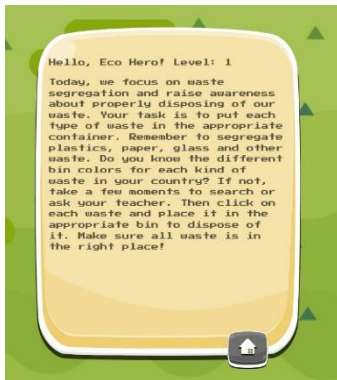 Hello, Eco Hero! Level: 1
Today, we focus on waste
segregation and raise awareness
about properly disposing of our
waste. Your task is to put each
type of waste in the appropriate
container. Remember to segregate
plastics, paper, glass and other
waste. Do you know the different
bin colors for each kind of
waste in your country? If not,
take a few moments to search or
ask your teacher. Then click on
each waste and place it in the
appropriate bin to dispose of
it. Make sure all waste is in
the right place!